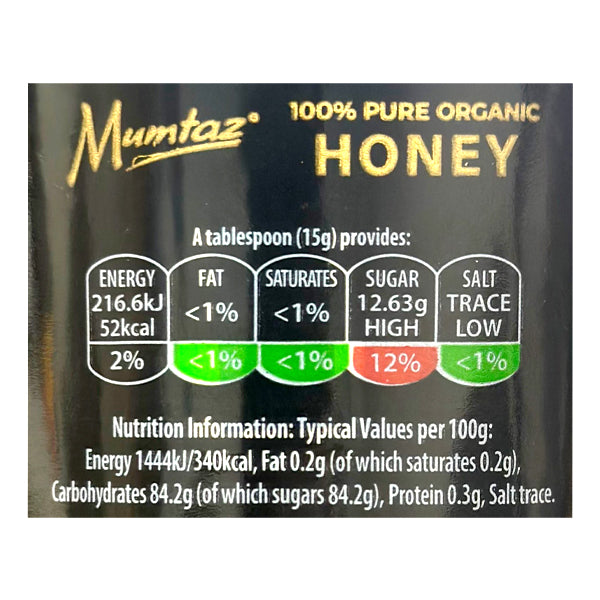 Mumtaz®
100% PURE ORGANIC
HONEY
A tablespoon (15g) provides:
ENERGY
216.6kJ
52kcal
2%
FAT
<1%
<1%
SATURATES
<1%
<1%
SUGAR
12.63g
HIGH
12%
SALT
TRACE
LOW
<1%
Nutrition Information: Typical Values per 100g:
Energy 1444kJ/340kcal, Fat 0.2g (of which saturates 0.2g),
Carbohydrates 84.2g (of which sugars 84.2g), Protein 0.3g, Salt trace.